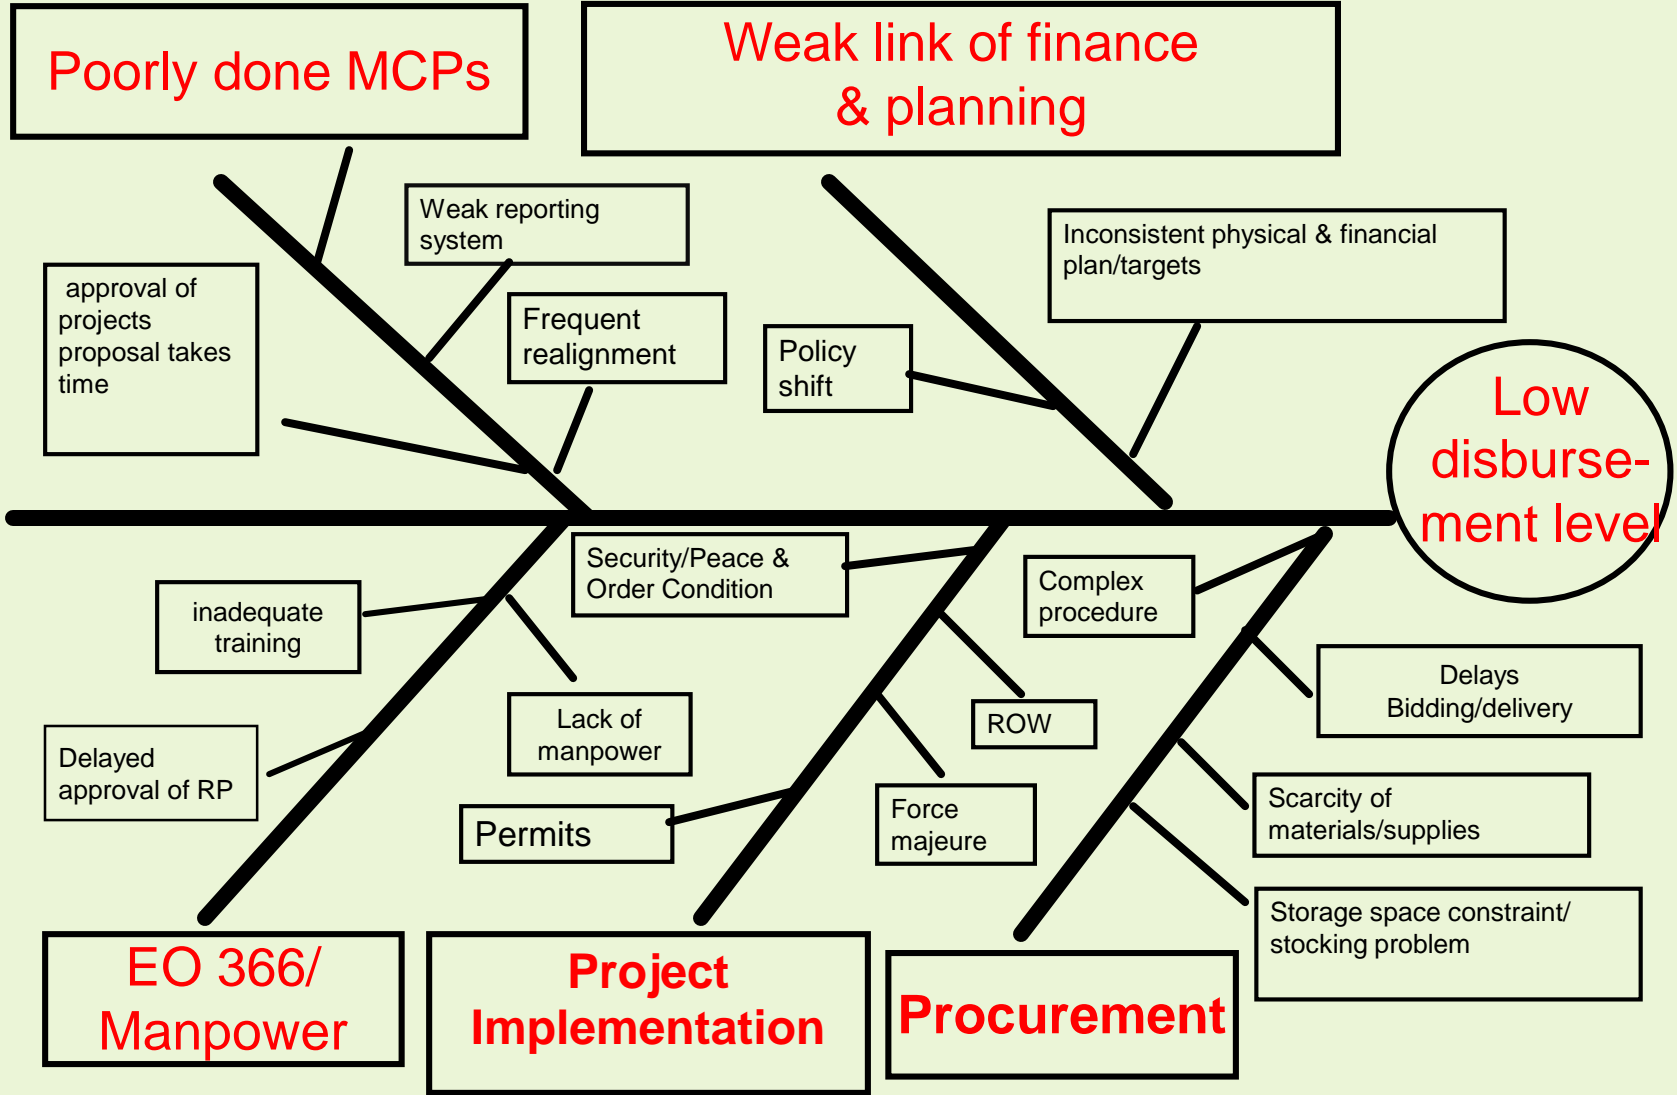 Poorly done MCPs
Weak link of finance
& planning
Weak reporting
system
Inconsistent physical & financial
plan/targets
approval of
projects
proposal takes
time
Frequent
realignment
Policy
shift
Low
disburse-
ment level
Security/Peace &
Order Condition
Complex
procedure
inadequate
training
Delays
Bidding/delivery
Lack of
manpower
ROW
Delayed
approval of RP
Permits
Force
majeure
Scarcity of
materials/supplies
Storage space constraint/
stocking problem
EO 366/
Manpower
Project
Implementation
Procurement